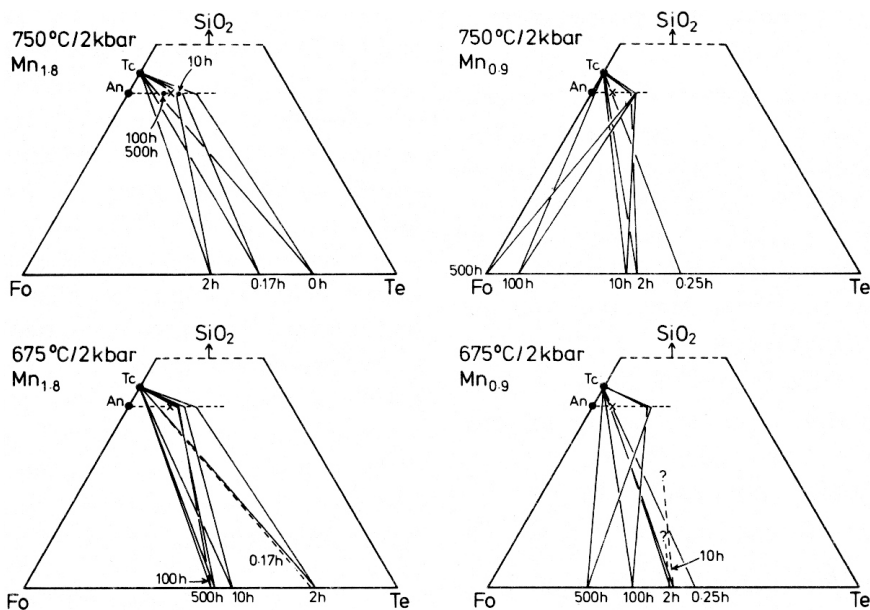 SiO₂
750°C/2kbar
Mn₁·₈
Tc
10h
An
x
100h
500h
2h 0·17h 0h
Fo Te
SiO₂
750°C/2kbar
Mn₀·₉
Tc
An
x
500h 100h 10h 2h 0·25h
Fo Te
SiO₂
675°C/2kbar
Mn₁·₈
Tc
An
x
0·17h
100h
500h 10h 2h
Fo Te
SiO₂
675°C/2kbar
Mn₀·₉
Tc
An
x
?
?
10h
500h 100h 2h 0·25h
Fo Te